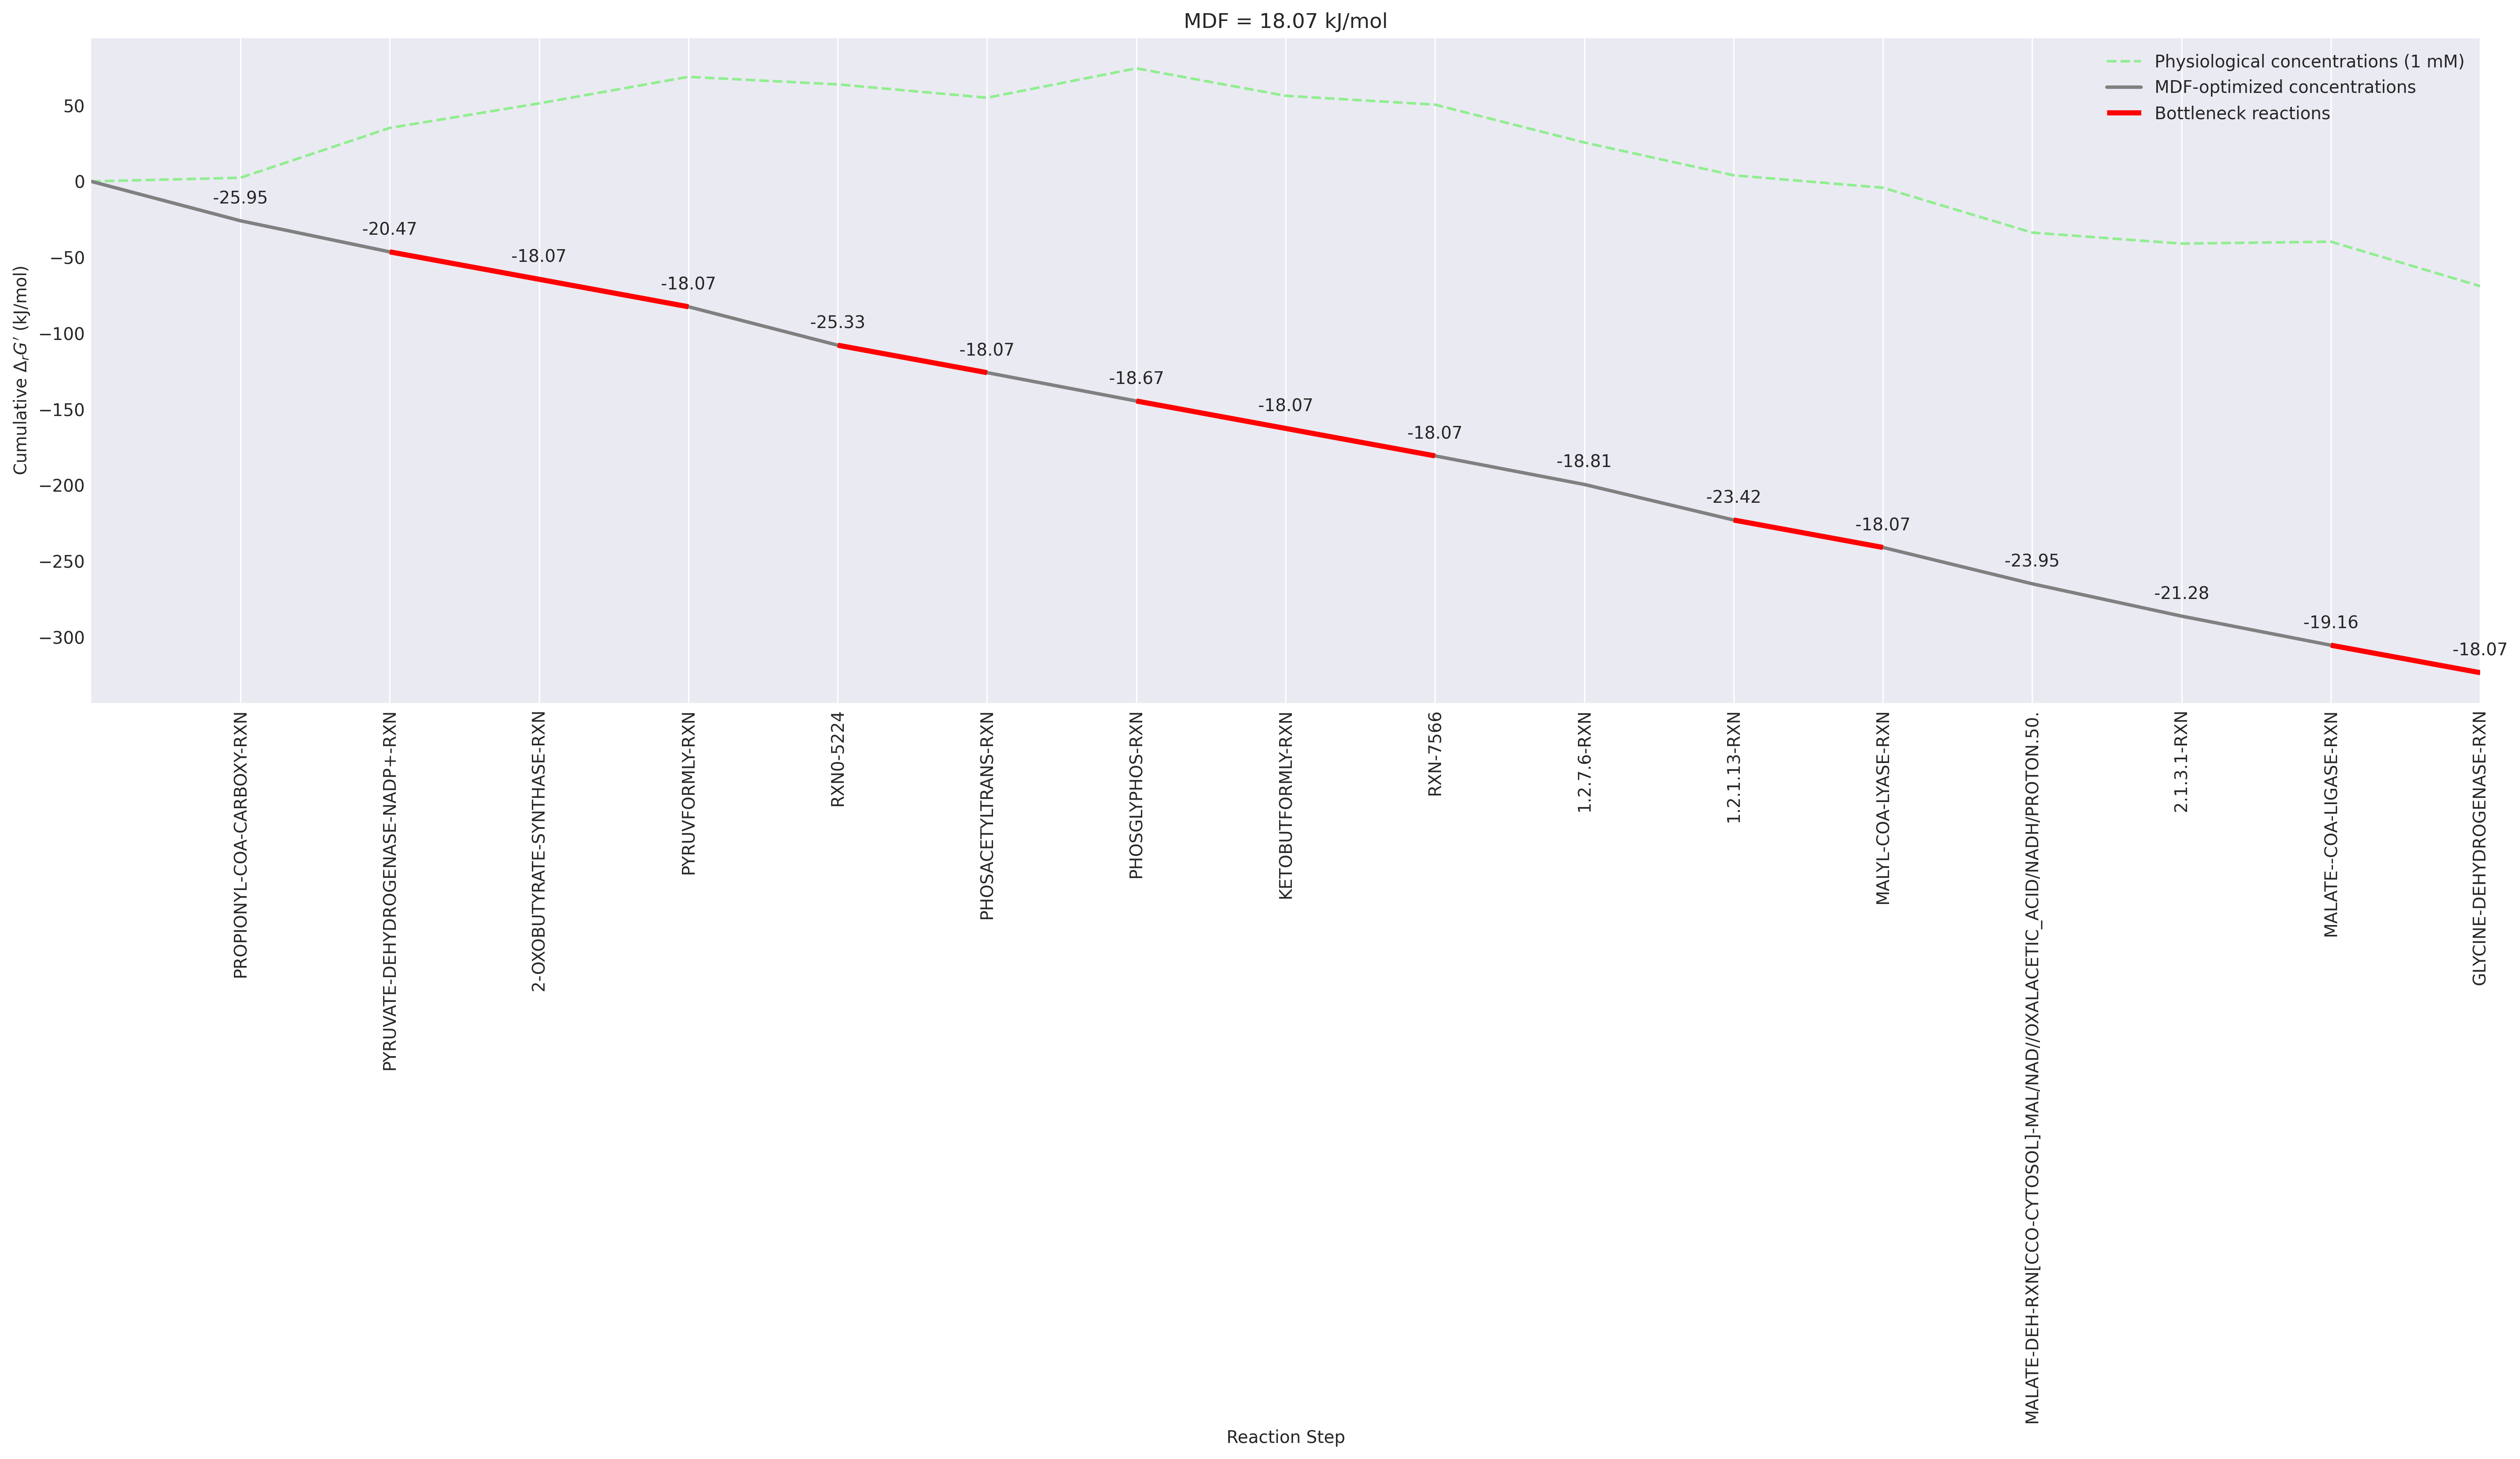 MDF = 18.07 kJ/mol
Physiological concentrations (1 mM)
MDF-optimized concentrations
Bottleneck reactions
Cumulative ΔrG′ (kJ/mol)
50
0
−50
−100
−150
−200
−250
−300
-25.95
-20.47
-18.07
-18.07
-25.33
-18.07
-18.67
-18.07
-18.07
-18.81
-23.42
-18.07
-23.95
-21.28
-19.16
-18.07
PROPIONYL-COA-CARBOXY-RXN
PYRUVATE-DEHYDROGENASE-NADP+-RXN
2-OXOBUTYRATE-SYNTHASE-RXN
PYRUVFORMLY-RXN
RXN0-5224
PHOSACETYLTRANS-RXN
PHOSGLYPHOS-RXN
KETOBUTFORMLY-RXN
RXN-7566
1.2.7.6-RXN
1.2.1.13-RXN
MALYL-COA-LYASE-RXN
MALATE-DEH-RXN[CCO-CYTOSOL]-MAL/NAD//OXALACETIC_ACID/NADH/PROTON.50.
2.1.3.1-RXN
MALATE--COA-LIGASE-RXN
GLYCINE-DEHYDROGENASE-RXN
Reaction Step